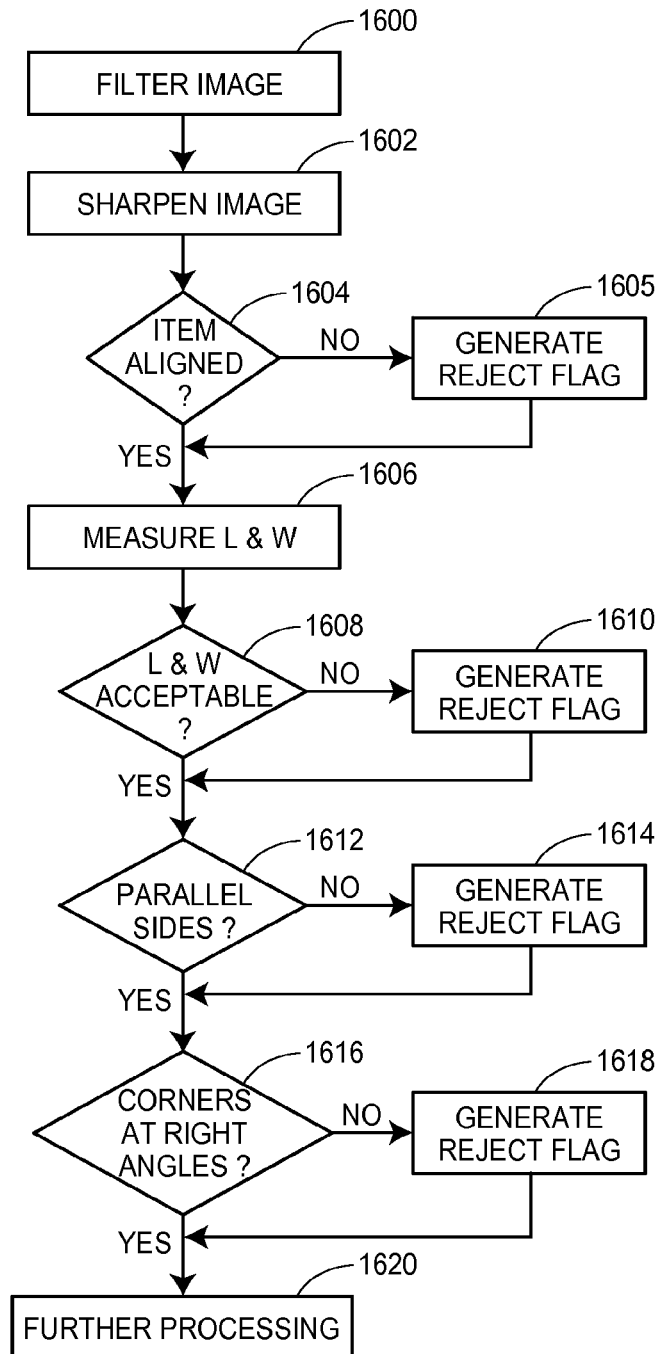 1600
FILTER IMAGE
1602
SHARPEN IMAGE
1604
ITEM
ALIGNED
?
NO
1605
GENERATE
REJECT FLAG
YES
1606
MEASURE L & W
1608
L & W
ACCEPTABLE
?
NO
1610
GENERATE
REJECT FLAG
YES
1612
PARALLEL
SIDES ?
NO
1614
GENERATE
REJECT FLAG
YES
1616
CORNERS
AT RIGHT
ANGLES ?
NO
1618
GENERATE
REJECT FLAG
YES
1620
FURTHER PROCESSING